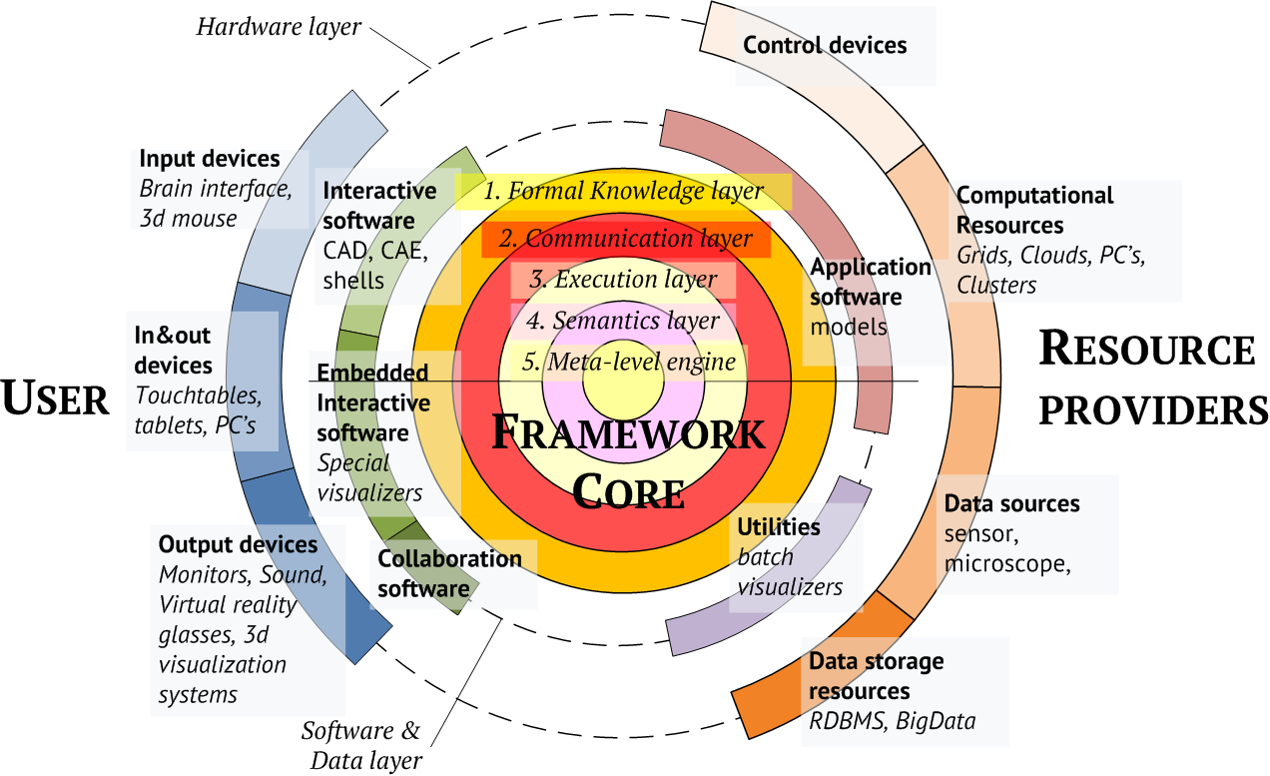 Hardware layer
Control devices
Input devices
Brain interface,
3d mouse
Interactive
software
CAD, CAE,
shells
1. Formal Knowledge layer
2. Communication layer
3. Execution layer
4. Semantics layer
5. Meta-level engine
Application
software
models
Computational
Resources
Grids, Clouds, PC’s,
Clusters
In&out
devices
Touchtables,
tablets, PC’s
USER
Embedded
Interactive
software
Special
visualizers
FRAMEWORK
CORE
RESOURCE
PROVIDERS
Output devices
Monitors, Sound,
Virtual reality
glasses, 3d
visualization
systems
Collaboration
software
Utilities
batch
visualizers
Data sources
sensor,
microscope,
Data storage
resources
RDBMS, BigData
Software &
Data layer